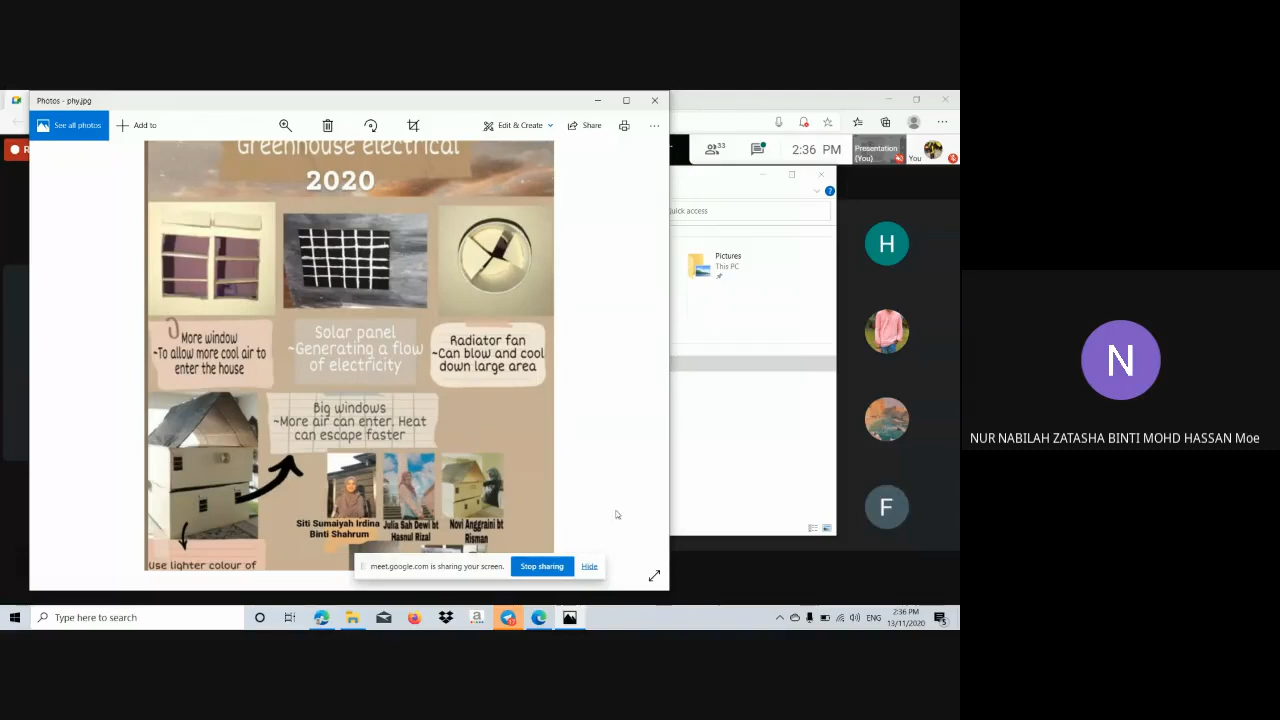 Photos - phy.jpg
See all photos
Add to
Edit & Create
Share
33
2:36 PM
Presentation
(You)
You
Greenhouse electrical
2020
More window
~To allow more cool air to
enter the house
Solar panel
~Generating a flow
of electricity
Radiator fan
~Can blow and cool
down large area
Big windows
~More air can enter. Heat
can escape faster
Siti Sumaiyah Irdina
Binti Shahrum
Julia Sah Dewi bt
Hasnul Rizal
Novi Anggraini bt
Risman
Use lighter colour of
uick access
Pictures
This PC
H
F
N
NUR NABILAH ZATASHA BINTI MOHD HASSAN Moe
meet.google.com is sharing your screen.
Stop sharing
Hide
Type here to search
ENG
2:36 PM
13/11/2020
5